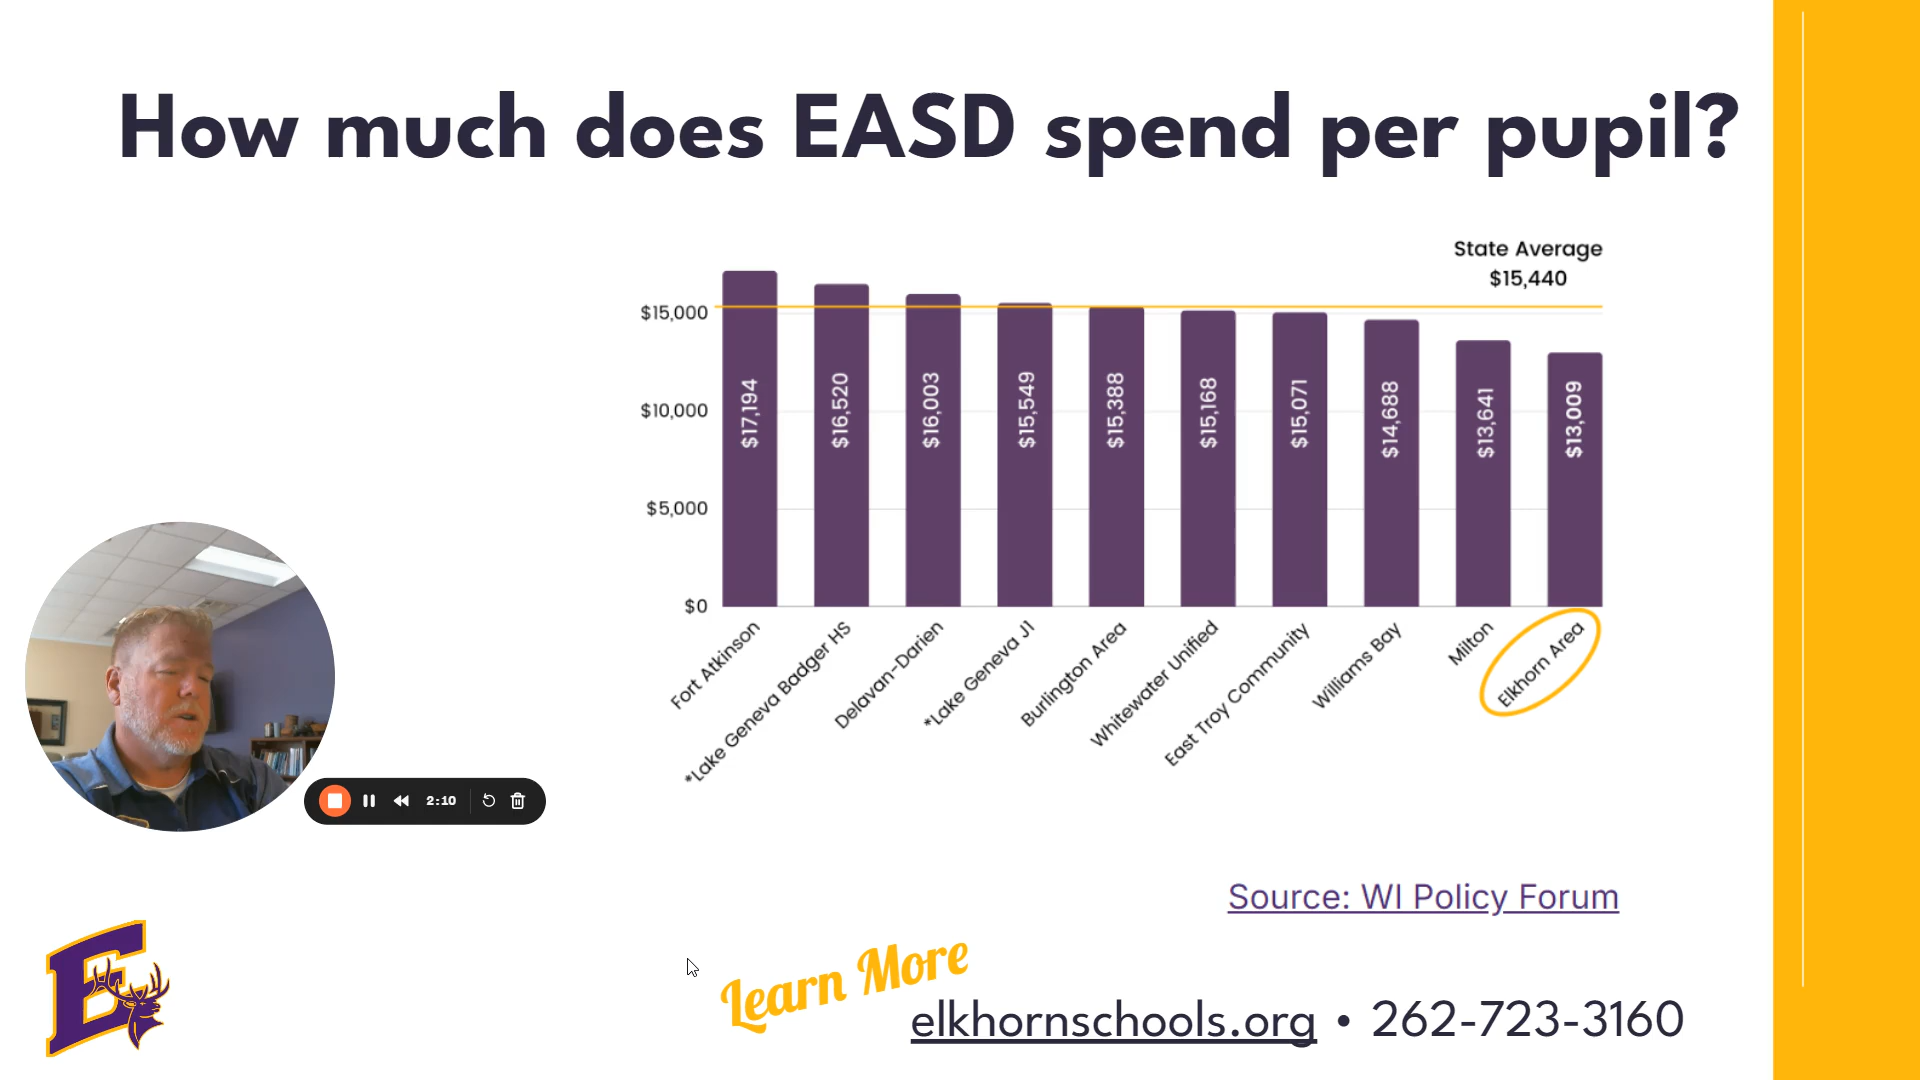 How much does EASD spend per pupil?
State Average
$15,440
$15,000
$10,000
$5,000
$0
$17,194
$16,520
$16,003
$15,549
$15,388
$15,168
$15,071
$14,688
$13,641
$13,009
Fort Atkinson
*Lake Geneva Badger HS
Delavan-Darien
*Lake Geneva J1
Burlington Area
Whitewater Unified
East Troy Community
Williams Bay
Milton
Elkhorn Area
2:10
Source: WI Policy Forum
E
Learn More
elkhornschools.org • 262-723-3160